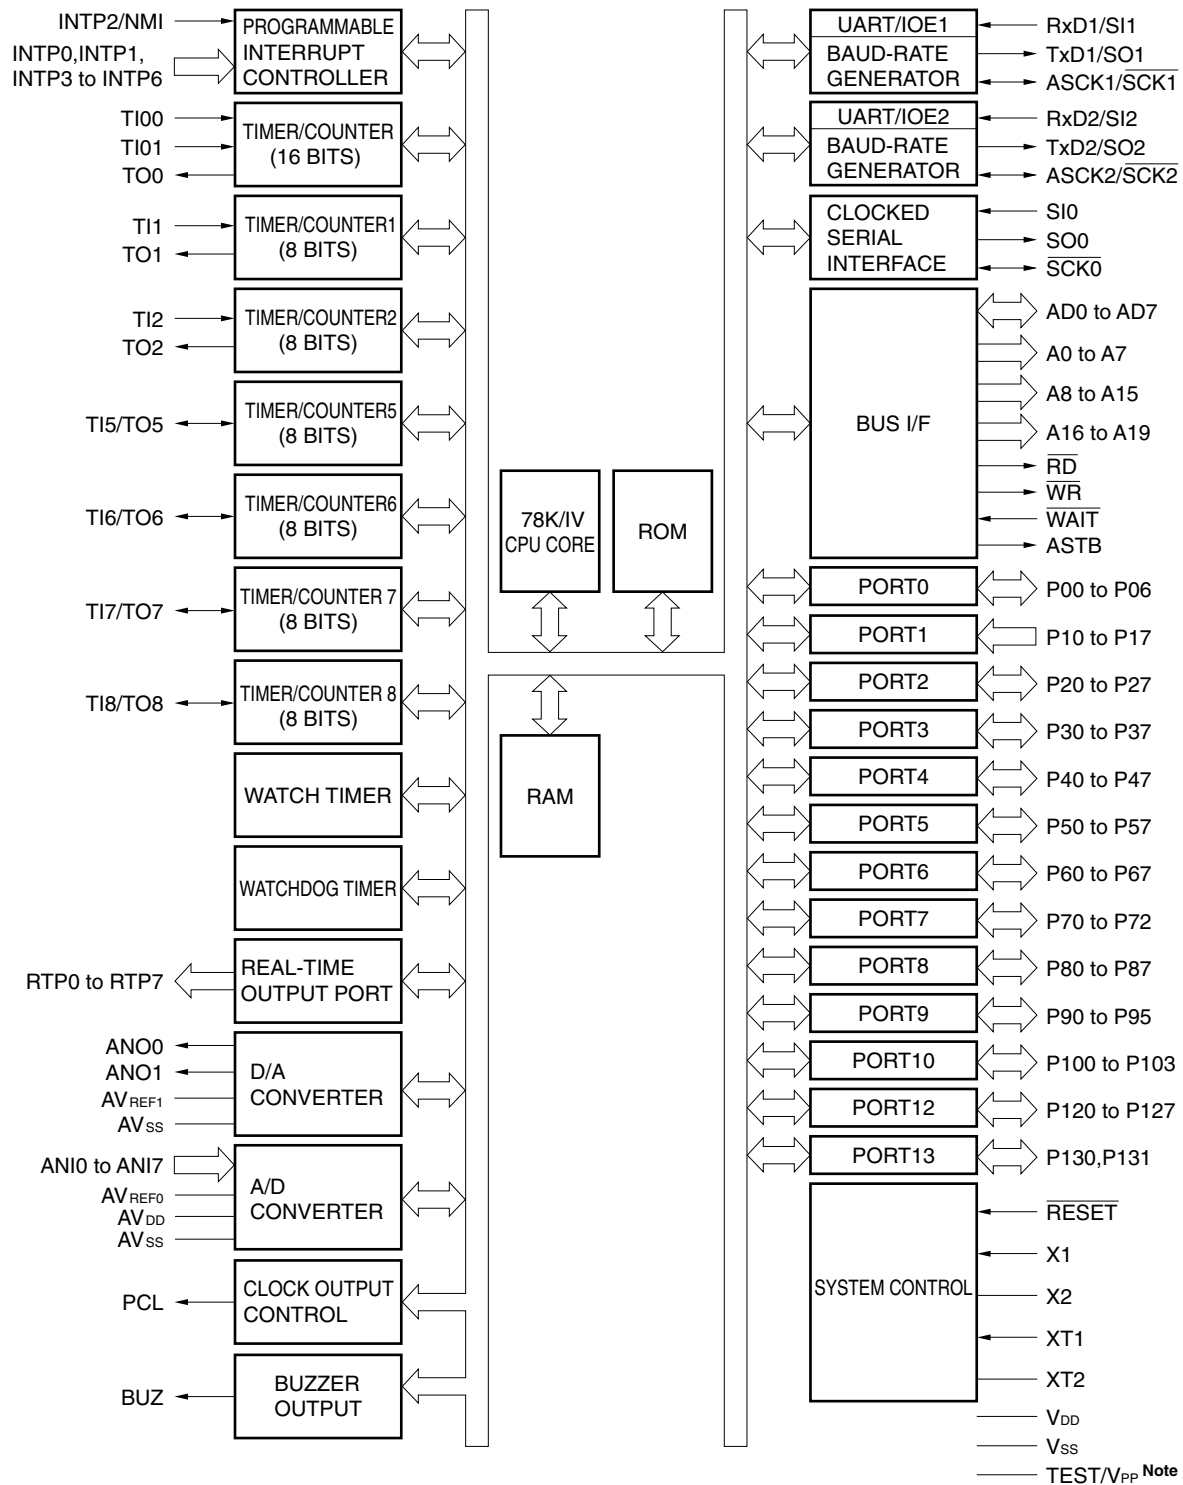 INTP2/NMI
INTP0,INTP1,
INTP3 to INTP6
PROGRAMMABLE
INTERRUPT
CONTROLLER
TI00
TI01
TO0
TIMER/COUNTER
(16 BITS)
TI1
TO1
TIMER/COUNTER1
(8 BITS)
TI2
TO2
TIMER/COUNTER2
(8 BITS)
TI5/TO5
TIMER/COUNTER5
(8 BITS)
TI6/TO6
TIMER/COUNTER6
(8 BITS)
TI7/TO7
TIMER/COUNTER 7
(8 BITS)
TI8/TO8
TIMER/COUNTER 8
(8 BITS)
WATCH TIMER
WATCHDOG TIMER
RTP0 to RTP7
REAL-TIME
OUTPUT PORT
ANO0
ANO1
AVREF1
AVSS
D/A
CONVERTER
ANI0 to ANI7
AVREF0
AVDD
AVSS
A/D
CONVERTER
PCL
CLOCK OUTPUT
CONTROL
BUZ
BUZZER
OUTPUT
78K/IV
CPU CORE
ROM
RAM
UART/IOE1
BAUD-RATE
GENERATOR
RxD1/SI1
TxD1/SO1
ASCK1/SCK1
UART/IOE2
BAUD-RATE
GENERATOR
RxD2/SI2
TxD2/SO2
ASCK2/SCK2
CLOCKED
SERIAL
INTERFACE
SI0
SO0
SCK0
BUS I/F
AD0 to AD7
A0 to A7
A8 to A15
A16 to A19
RD
WR
WAIT
ASTB
PORT0
P00 to P06
PORT1
P10 to P17
PORT2
P20 to P27
PORT3
P30 to P37
PORT4
P40 to P47
PORT5
P50 to P57
PORT6
P60 to P67
PORT7
P70 to P72
PORT8
P80 to P87
PORT9
P90 to P95
PORT10
P100 to P103
PORT12
P120 to P127
PORT13
P130,P131
SYSTEM CONTROL
RESET
X1
X2
XT1
XT2
VDD
VSS
TEST/VPP Note